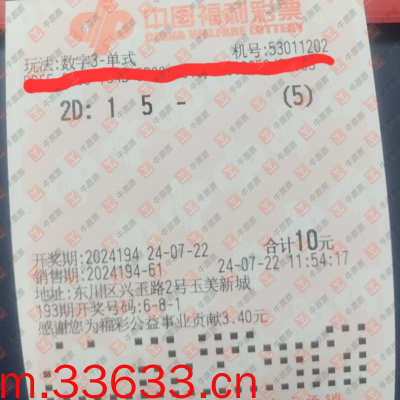 中国福利彩票
CHINA WELFARE LOTTERY
玩法:数字3-单式 机号:53011202
2D: 1 5 - (5)
开奖期:2024194 24-07-22 合计10元
销售期:2024194-61 24-07-22 11:54:17
地址:东川区兴玉路2号玉美新城
193期开奖号码:6-8-1
感谢您为福彩公益事业贡献3.40元
m.33633.cn